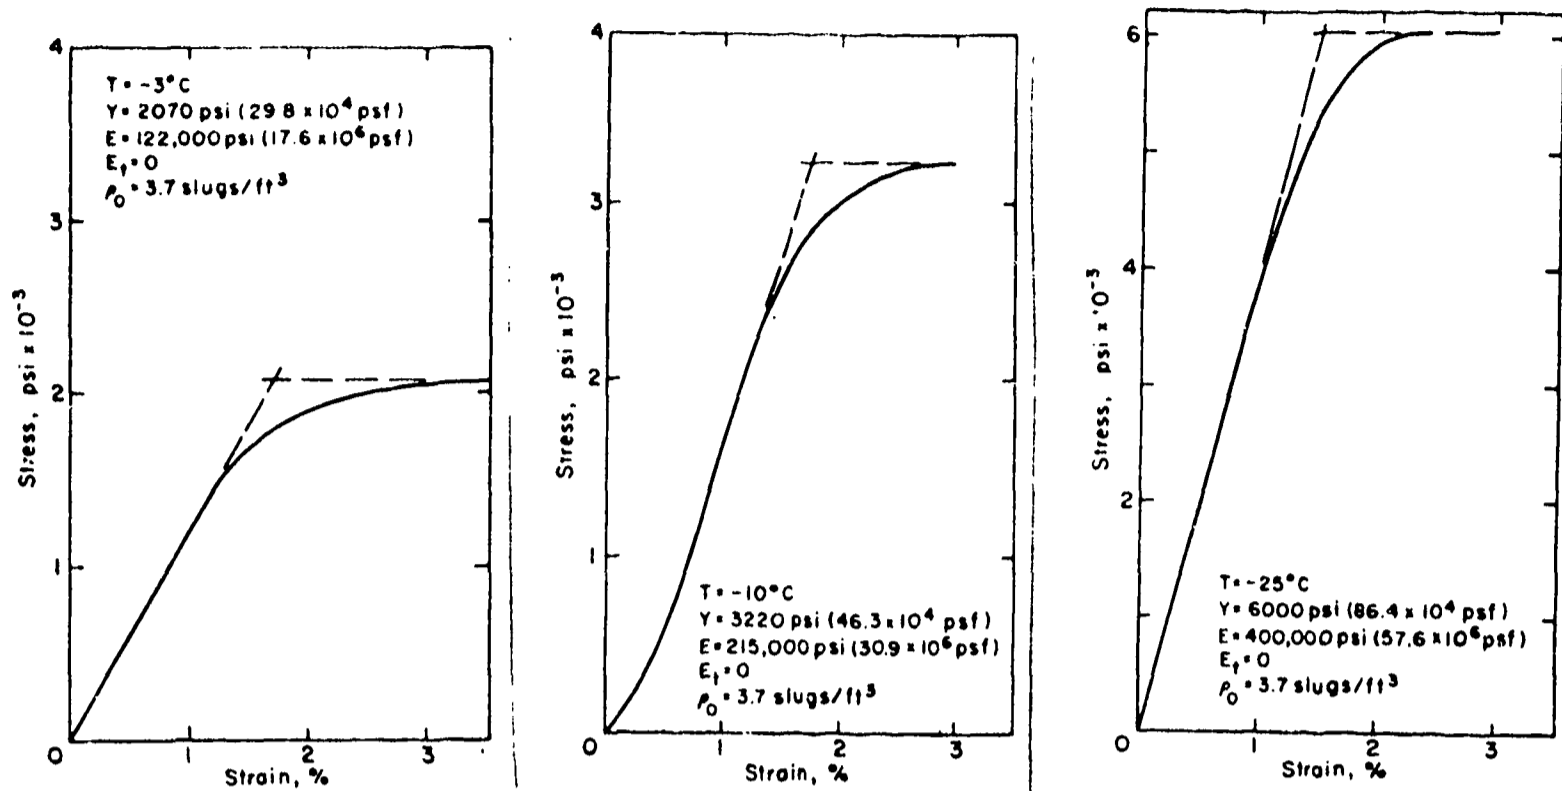 4
3
2
1
0
1
2
3
Stress, psi x 10⁻³
Strain, %
T = -3°C
Y = 2070 psi (29.8 x 10⁴ psf)
E = 122,000 psi (17.6 x 10⁶ psf)
Eₜ = 0
ρ₀ = 3.7 slugs/ft³
4
3
2
1
0
1
2
3
Stress, psi x 10⁻³
Strain, %
T = -10°C
Y = 3220 psi (46.3 x 10⁴ psf)
E = 215,000 psi (30.9 x 10⁶ psf)
Eₜ = 0
ρ₀ = 3.7 slugs/ft³
6
4
2
0
1
2
3
Stress, psi x '0⁻³
Strain, %
T = -25°C
Y = 6000 psi (86.4 x 10⁴ psf)
E = 400,000 psi (57.6 x 10⁶ psf)
Eₜ = 0
ρ₀ = 3.7 slugs/ft³